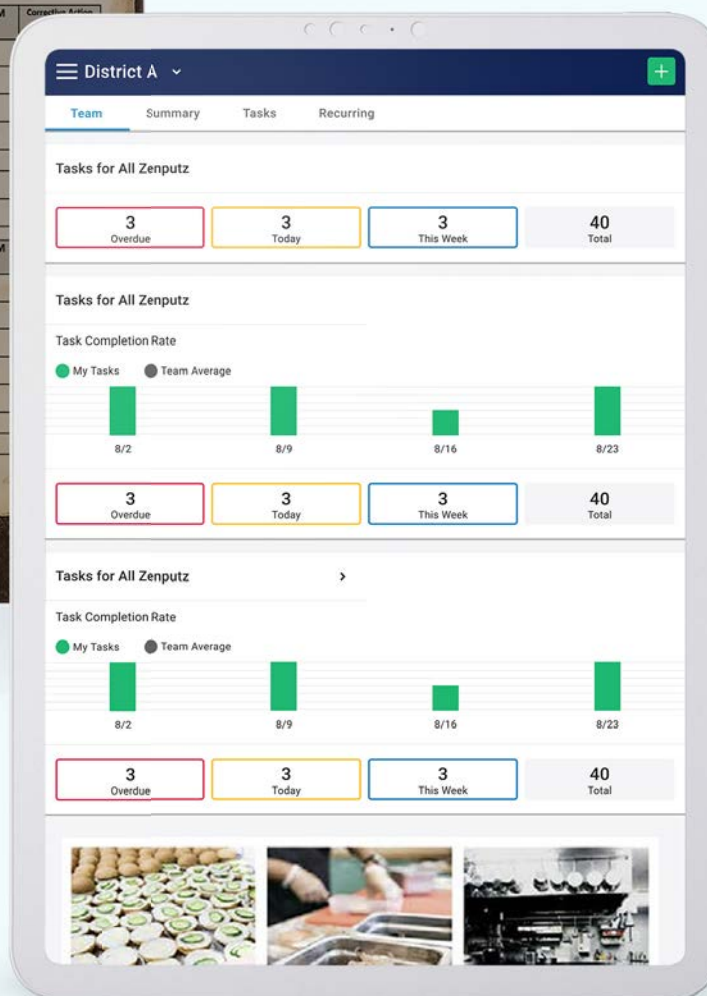 M
Corrective Action
M
District A
Team Summary Tasks Recurring
Tasks for All Zenputz
3 3 3 40
Overdue Today This Week Total
Tasks for All Zenputz
Task Completion Rate
My Tasks Team Average
8/2 8/9 8/16 8/23
3 3 3 40
Overdue Today This Week Total
Tasks for All Zenputz >
Task Completion Rate
My Tasks Team Average
8/2 8/9 8/16 8/23
3 3 3 40
Overdue Today This Week Total